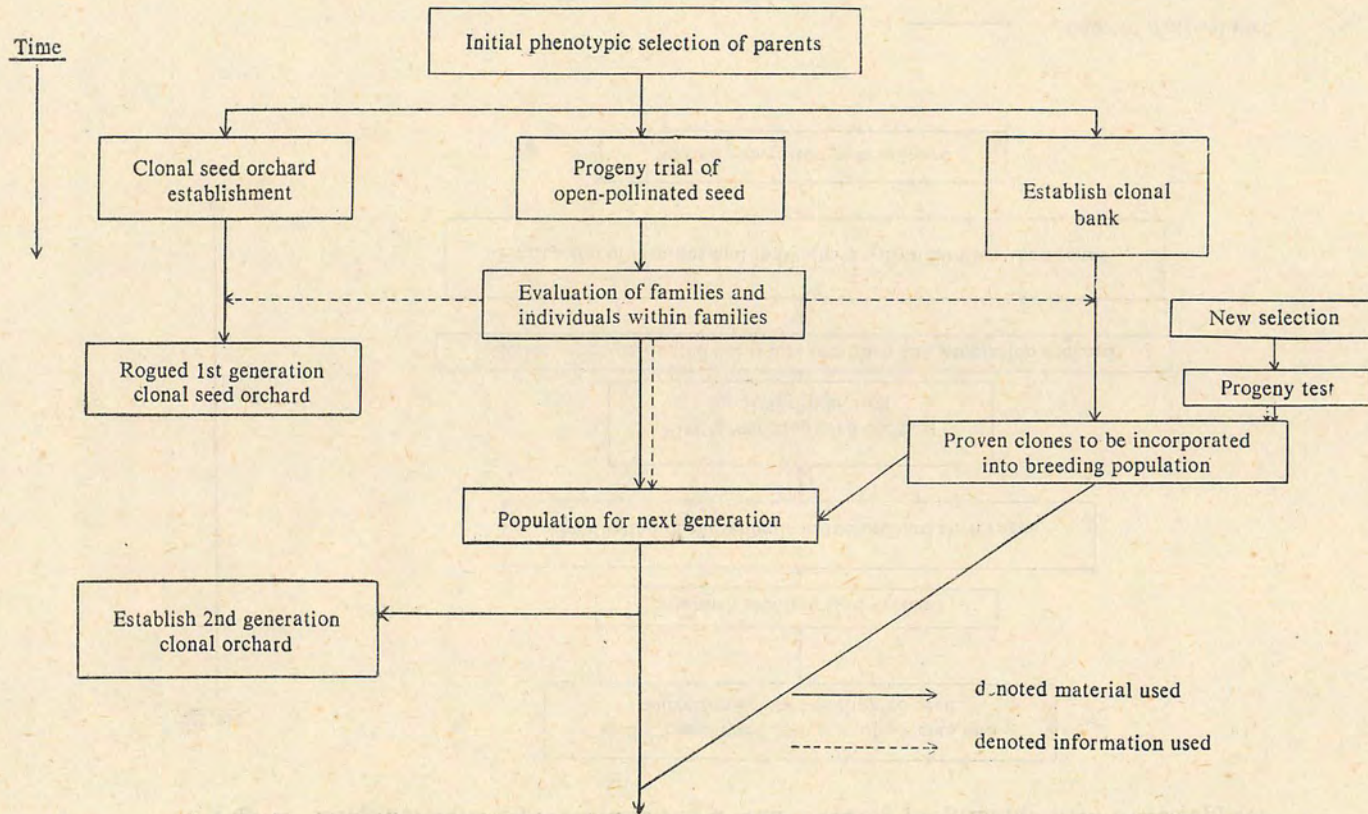 Time
Initial phenotypic selection of parents
Clonal seed orchard
establishment
Progeny trial of
open-pollinated seed
Establish clonal
bank
Evaluation of families and
individuals within families
New selection
Rogued 1st generation
clonal seed orchard
Progeny test
Proven clones to be incorporated
into breeding population
Population for next generation
Establish 2nd generation
clonal orchard
denoted material used
denoted information used